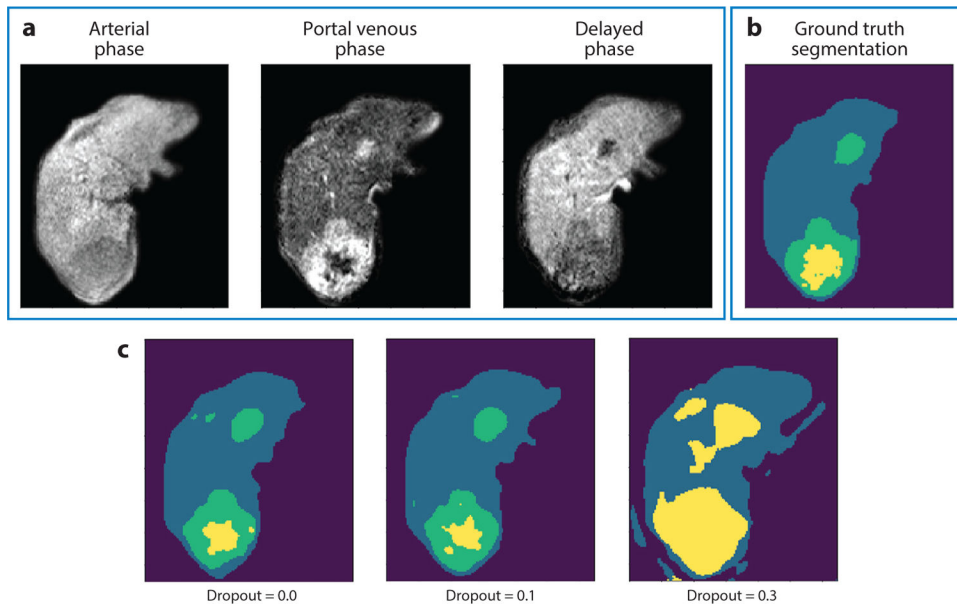 a
Arterial
phase
Portal venous
phase
Delayed
phase
b
Ground truth
segmentation
c
Dropout = 0.0
Dropout = 0.1
Dropout = 0.3